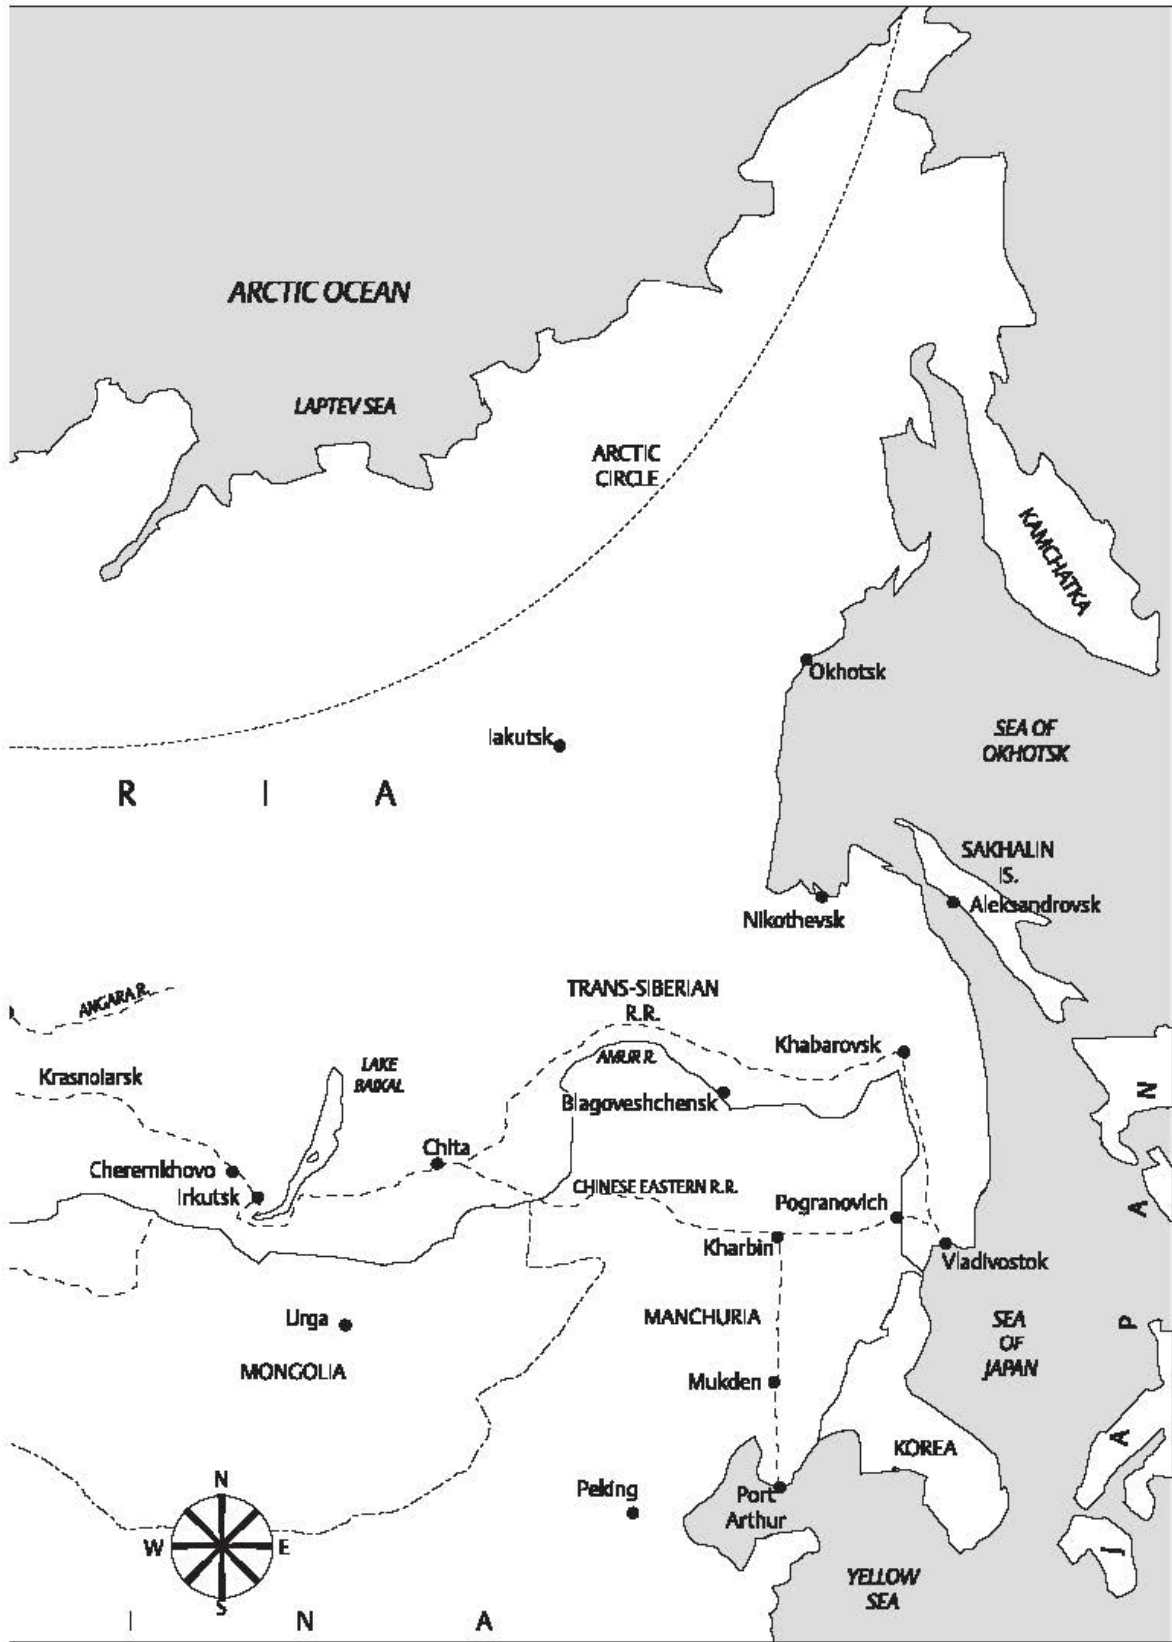 ARCTIC OCEAN
LAPTEV SEA
ARCTIC
CIRCLE
KAMCHATKA
Okhotsk
Iakutsk
SEA OF
OKHOTSK
R I A
SAKHALIN
IS.
Aleksandrovsk
Nikothevsk
ANGARA R.
TRANS-SIBERIAN
R.R.
AMUR R.
Khabarovsk
Krasnoiarsk
LAKE
BAIKAL
Blagoveshchensk
Chita
Cheremkhovo
Irkutsk
CHINESE EASTERN R.R.
Pogranovich
Kharbin
Vladivostok
Urga
MONGOLIA
MANCHURIA
SEA
OF
JAPAN
Mukden
KOREA
Peking
Port
Arthur
YELLOW
SEA
J A P A N
N
W E
S
I N A